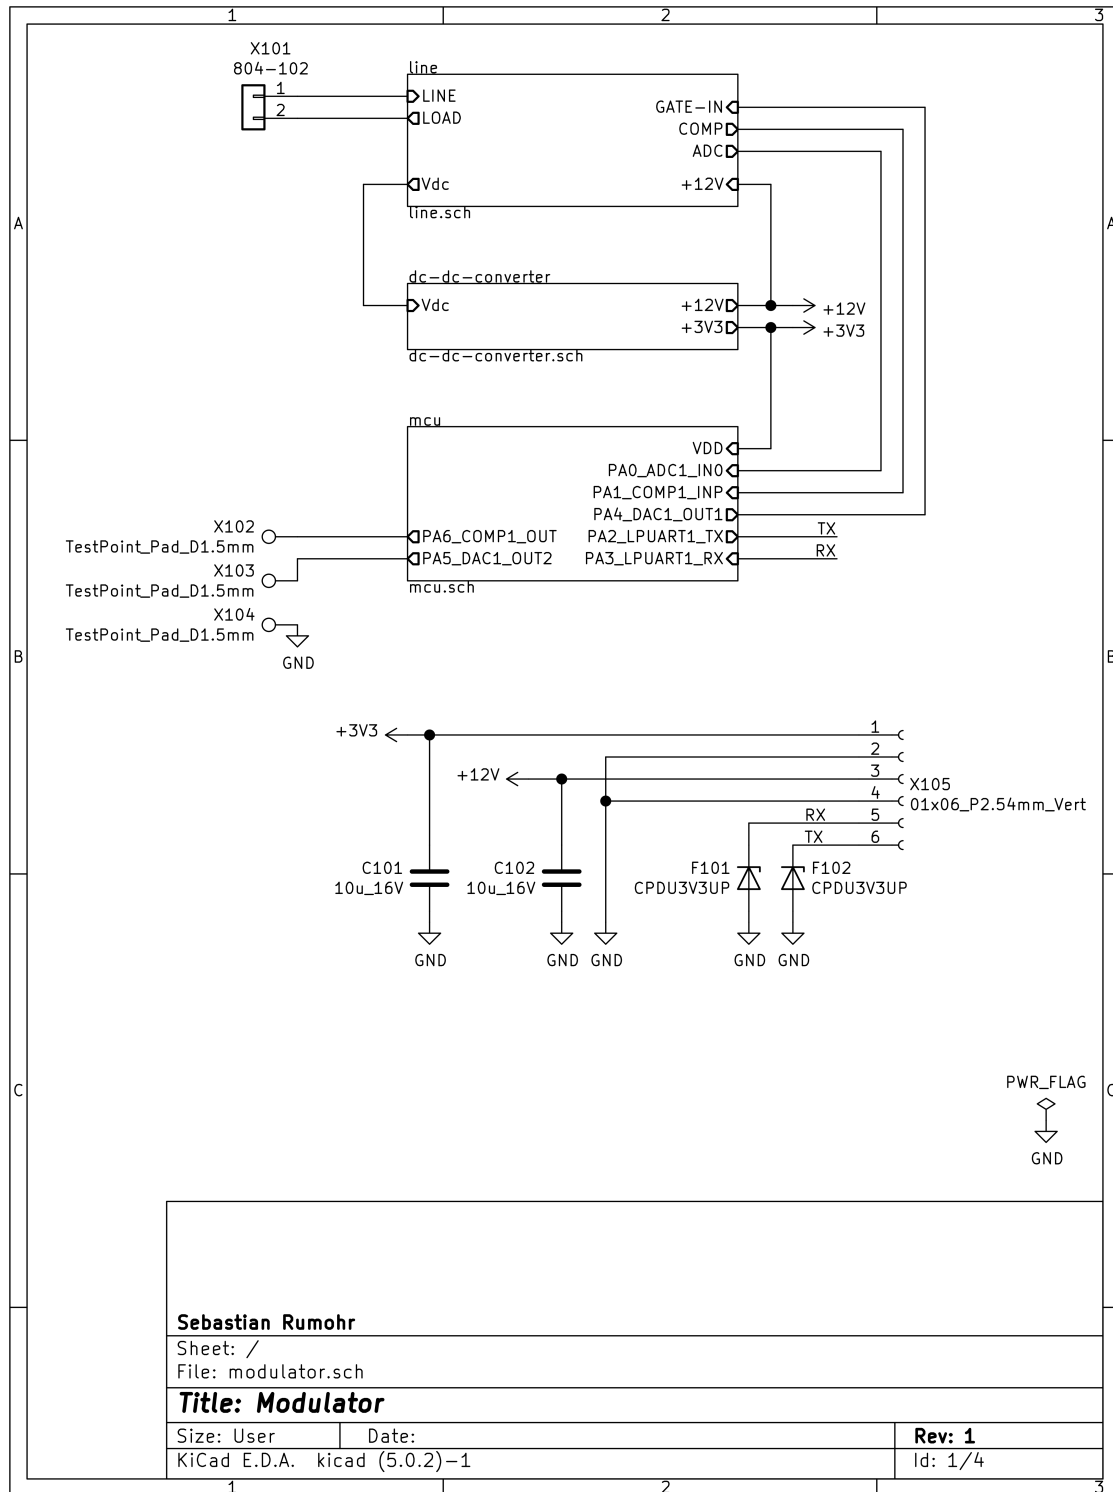 1 2 3
X101
804-102
1
2
line
LINE
LOAD
GATE-IN
COMP
ADC
Vdc
+12V
line.sch
A A
dc-dc-converter
Vdc
+12V
+3V3
+12V
+3V3
dc-dc-converter.sch
mcu
VDD
PA0_ADC1_IN0
PA1_COMP1_INP
PA4_DAC1_OUT1
PA6_COMP1_OUT
PA2_LPUART1_TX
TX
PA5_DAC1_OUT2
PA3_LPUART1_RX
RX
mcu.sch
X102
TestPoint_Pad_D1.5mm
X103
TestPoint_Pad_D1.5mm
X104
TestPoint_Pad_D1.5mm
GND
B B
+3V3
1
2
+12V
3
4
X105
01x06_P2.54mm_Vert
RX 5
TX 6
C101
10u_16V
C102
10u_16V
F101
CPDU3V3UP
F102
CPDU3V3UP
GND
GND
GND
GND
GND
C C
PWR_FLAG
GND
Sebastian Rumohr
Sheet: /
File: modulator.sch
Title: Modulator
Size: User
Date:
Rev: 1
KiCad E.D.A. kicad (5.0.2)-1
Id: 1/4
1 2 3